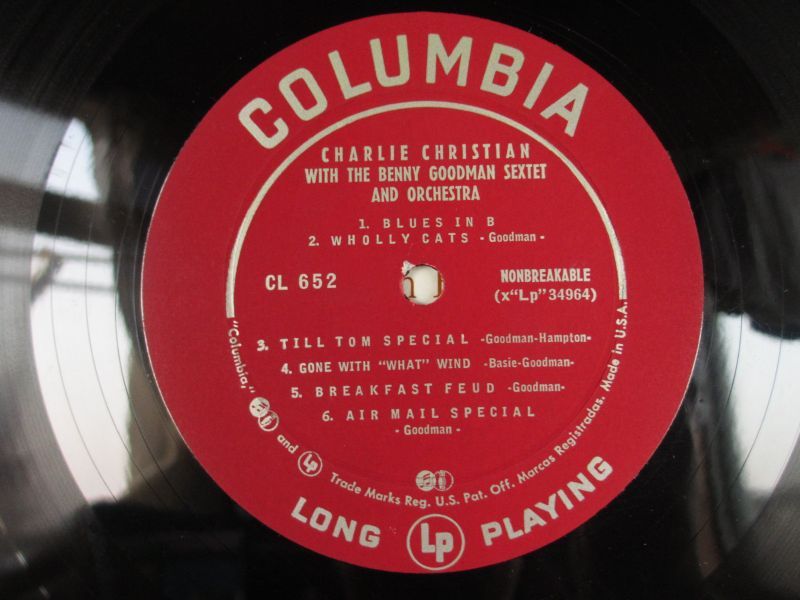 COLUMBIA
CHARLIE CHRISTIAN
WITH THE BENNY GOODMAN SEXTET
AND ORCHESTRA
1. BLUES IN B
2. WHOLLY CATS -Goodman-
CL 652
NONBREAKABLE
(x"Lp"34964)
3. TILL TOM SPECIAL -Goodman-Hampton-
4. GONE WITH "WHAT" WIND -Basie-Goodman-
5. BREAKFAST FEUD -Goodman-
6. AIR MAIL SPECIAL
-Goodman-
"Columbia," and Lp Trade Marks Reg. U.S. Pat. Off. Marcas Registradas. Made in U.S.A.
LONG Lp PLAYING